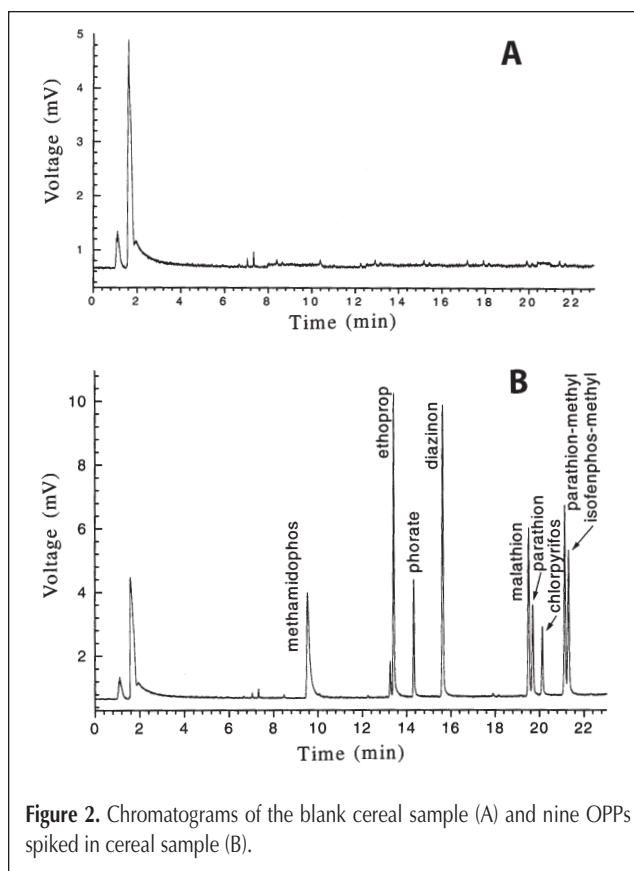 A
Voltage (mV)
5
4
3
2
1
0 2 4 6 8 10 12 14 16 18 20 22
Time (min)
B
Voltage (mV)
10
8
6
4
2
methamidophos
ethoprop
phorate
diazinon
malathion
parathion
chlorpyrifos
parathion-methyl
isofenphos-methyl
0 2 4 6 8 10 12 14 16 18 20 22
Time (min)
Figure 2. Chromatograms of the blank cereal sample (A) and nine OPPs
spiked in cereal sample (B).